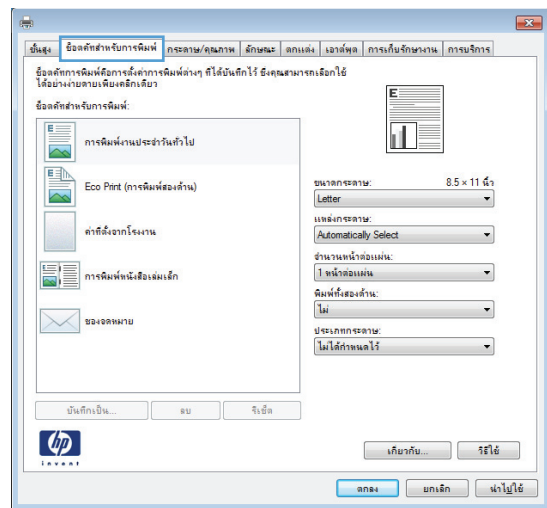 ขั้นสูง ช็อตคัทสำหรับการพิมพ์ กระดาษ/คุณภาพ ลักษณะ ตกแต่ง เอาต์พุต การเก็บรักษางาน การบริการ
ช็อตคัทการพิมพ์คือการตั้งค่าการพิมพ์ต่างๆ ที่ได้บันทึกไว้ ซึ่งคุณสามารถเลือกใช้
ได้อย่างง่ายดายเพียงคลิกเดียว
ช็อตคัทสำหรับการพิมพ์:
การพิมพ์งานประจำวันทั่วไป
Eco Print (การพิมพ์สองด้าน)
ค่าที่ตั้งจากโรงงาน
การพิมพ์หนังสือเล่มเล็ก
ซองจดหมาย
ขนาดกระดาษ: 8.5 × 11 นิ้ว
Letter
แหล่งกระดาษ:
Automatically Select
จำนวนหน้าต่อแผ่น:
1 หน้าต่อแผ่น
พิมพ์ทั้งสองด้าน:
ไม่
ประเภทกระดาษ:
ไม่ได้กำหนดไว้
บันทึกเป็น... ลบ รีเซ็ต
hp
invent
เกี่ยวกับ... วิธีใช้
ตกลง ยกเลิก นำไปใช้